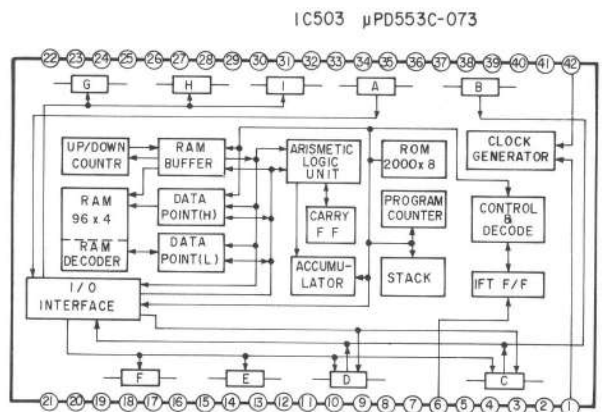 IC503 μPD553C-073
22 23 24 25 26 27 28 29 30 31 32 33 34 35 36 37 38 39 40 41 42
G H I A B
UP/DOWN
COUNTR
RAM
BUFFER
ARISMETIC
LOGIC
UNIT
ROM
2000x8
CLOCK
GENERATOR
RAM
96x4
RAM
DECODER
DATA
POINT(H)
DATA
POINT(L)
CARRY
F F
ACCUMU-
LATOR
PROGRAM
COUNTER
STACK
CONTROL
&
DECODE
IFT F/F
I/O
INTERFACE
F E D C
21 20 19 18 17 16 15 14 13 12 11 10 9 8 7 6 5 4 3 2 1